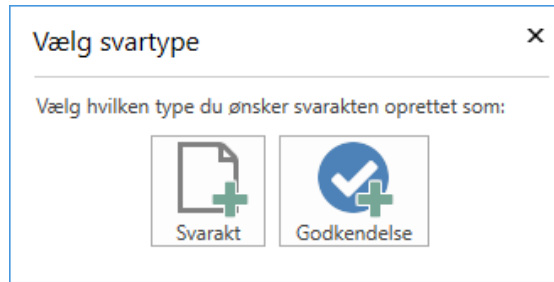 Vælg svartype
Vælg hvilken type du ønsker svarakten oprettet som:
Svarakt
Godkendelse